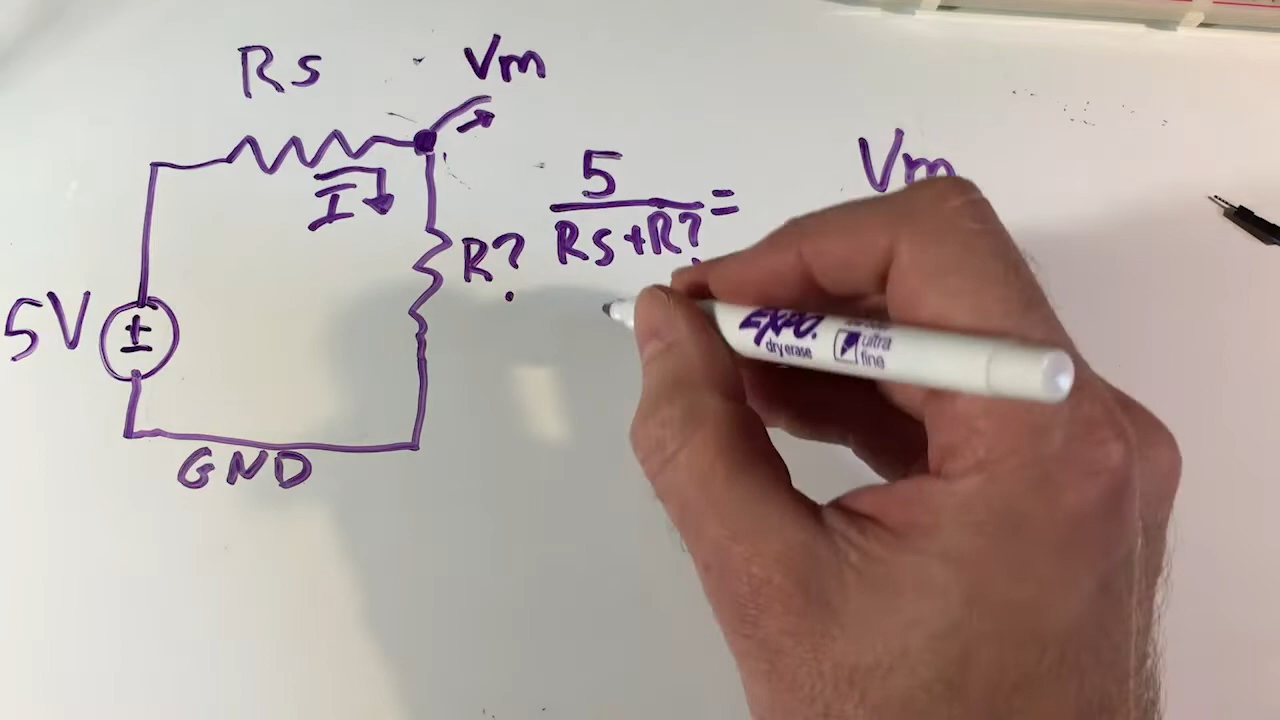 Rs
Vm
I
5
Rs+R?
=
Vm
R?
5V
±
GND
EXPO.
dry erase
ultra
fine